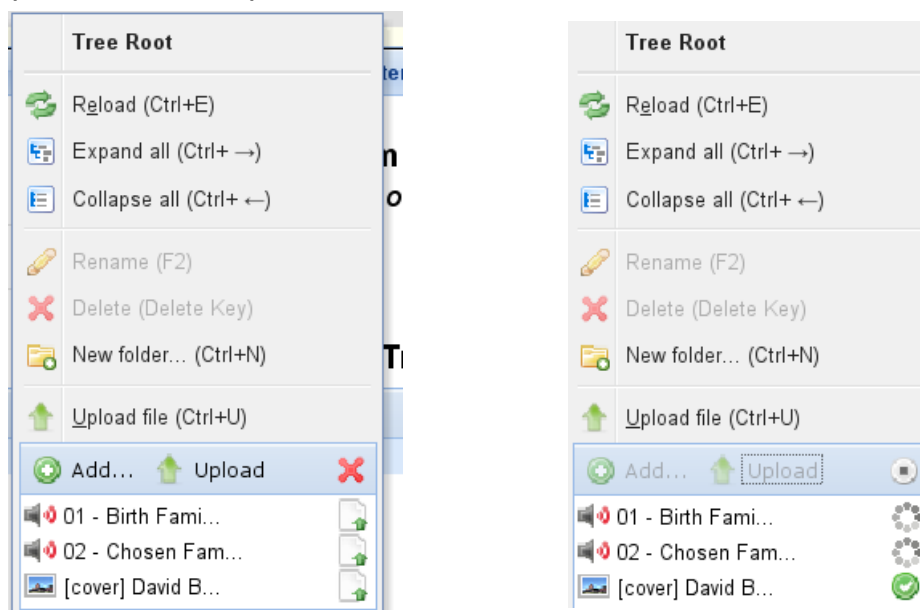 Tree Root
Reload (Ctrl+E)
Expand all (Ctrl+ →)
Collapse all (Ctrl+ ←)
Rename (F2)
Delete (Delete Key)
New folder... (Ctrl+N)
Upload file (Ctrl+U)
Add... Upload
01 - Birth Fami...
02 - Chosen Fam...
[cover] David B...
Tree Root
Reload (Ctrl+E)
Expand all (Ctrl+ →)
Collapse all (Ctrl+ ←)
Rename (F2)
Delete (Delete Key)
New folder... (Ctrl+N)
Upload file (Ctrl+U)
Add... Upload
01 - Birth Fami...
02 - Chosen Fam...
[cover] David B...